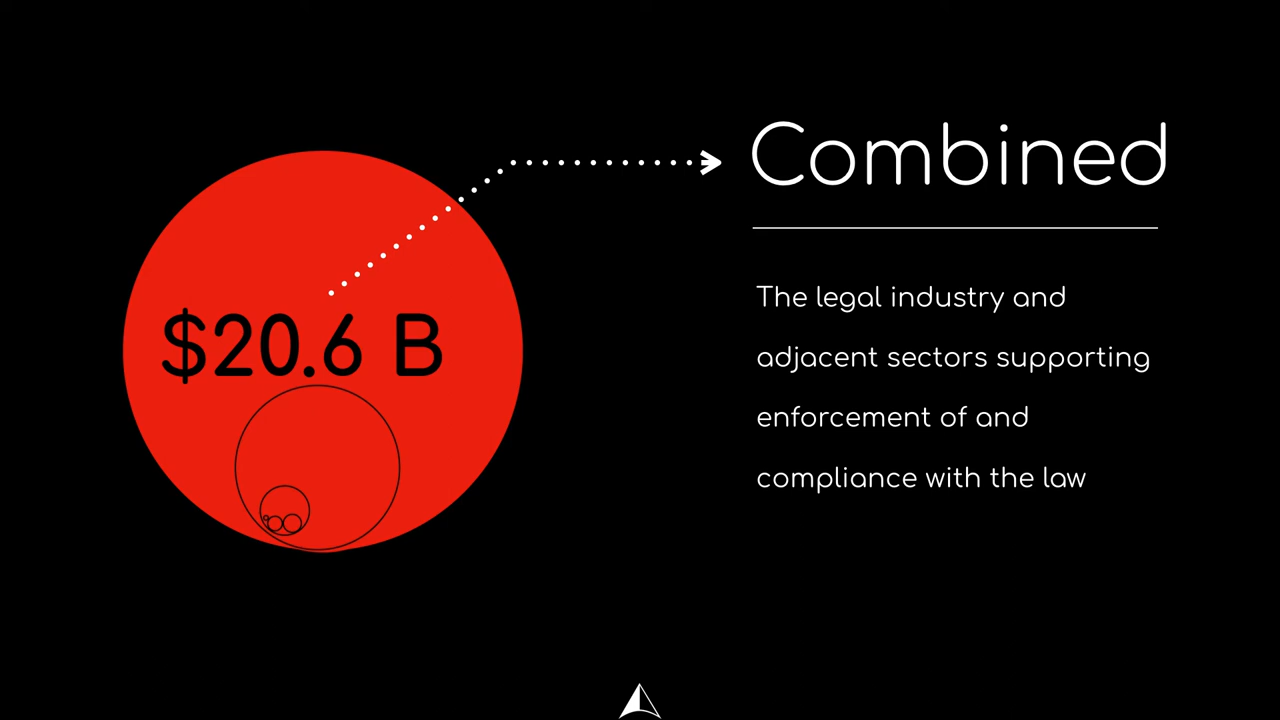 Combined
$20.6 B
The legal industry and
adjacent sectors supporting
enforcement of and
compliance with the law